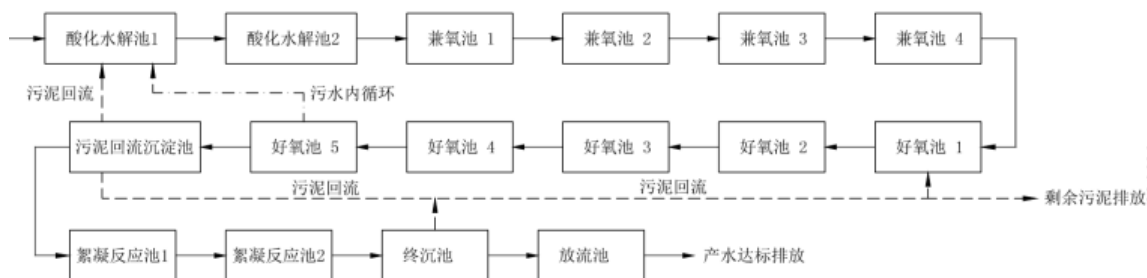 酸化水解池1
酸化水解池2
兼氧池 1
兼氧池 2
兼氧池 3
兼氧池 4
污泥回流
污水内循环
污泥回流沉淀池
好氧池 5
好氧池 4
好氧池 3
好氧池 2
好氧池 1
污泥回流
污泥回流
剩余污泥排放
絮凝反应池1
絮凝反应池2
终沉池
放流池
产水达标排放